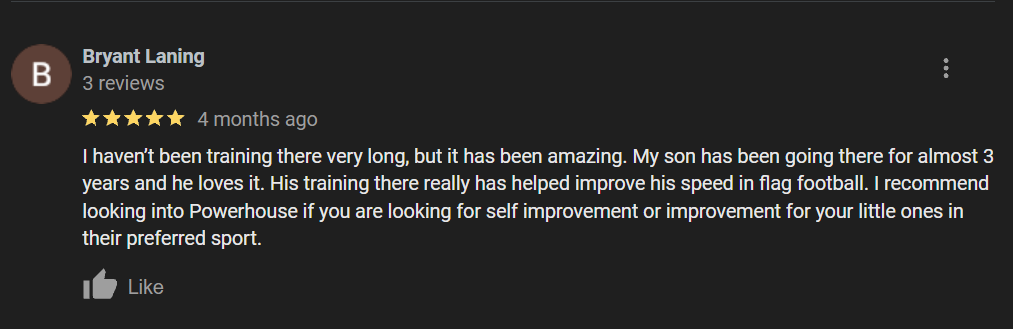 B
Bryant Laning
3 reviews
4 months ago
I haven’t been training there very long, but it has been amazing. My son has been going there for almost 3
years and he loves it. His training there really has helped improve his speed in flag football. I recommend
looking into Powerhouse if you are looking for self improvement or improvement for your little ones in
their preferred sport.
Like